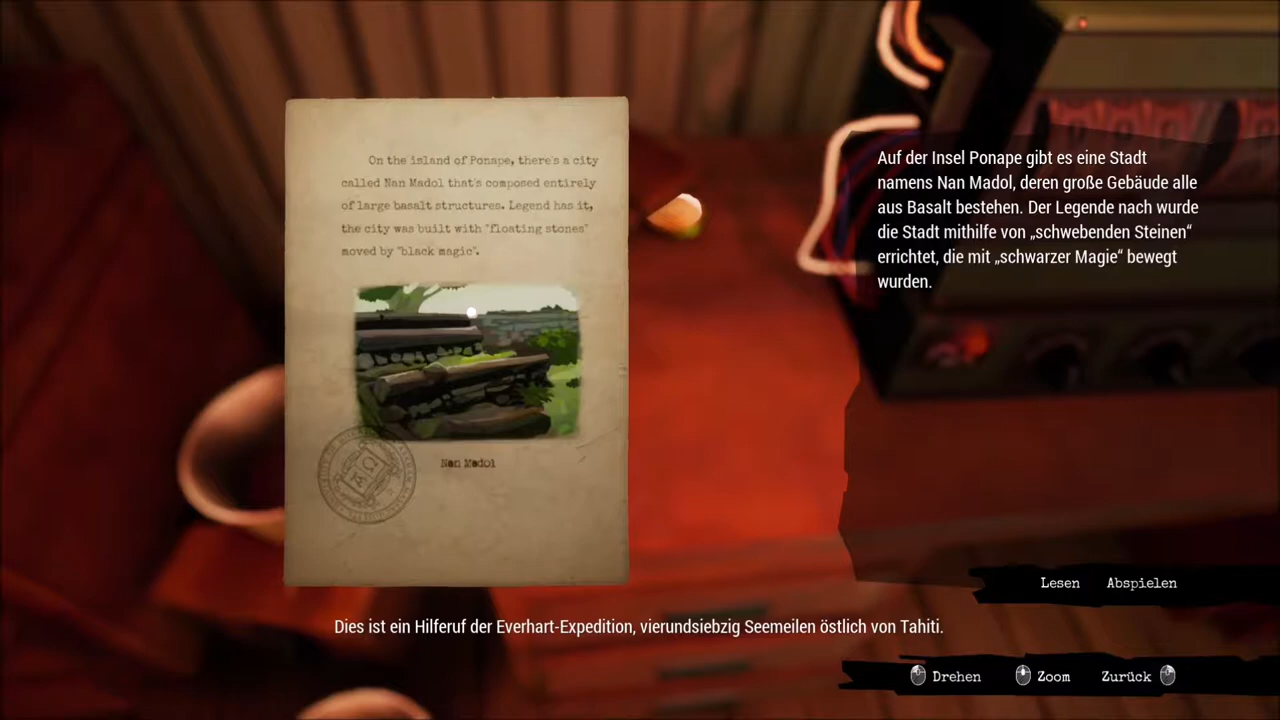 On the island of Ponape, there's a city
called Nan Madol that's composed entirely
of large basalt structures. Legend has it,
the city was built with "floating stones"
moved by "black magic".
Nan Madol
Auf der Insel Ponape gibt es eine Stadt
namens Nan Madol, deren große Gebäude alle
aus Basalt bestehen. Der Legende nach wurde
die Stadt mithilfe von „schwebenden Steinen“
errichtet, die mit „schwarzer Magie“ bewegt
wurden.
Lesen Abspielen
Dies ist ein Hilferuf der Everhart-Expedition, vierundsiebzig Seemeilen östlich von Tahiti.
Drehen Zoom Zurück